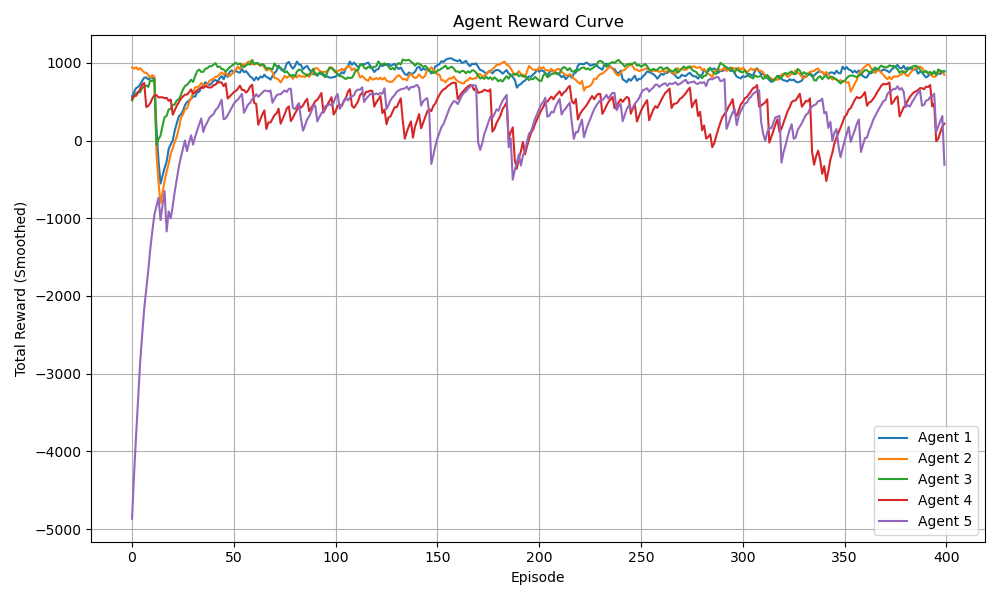 Agent Reward Curve
Total Reward (Smoothed)
1000
0
−1000
−2000
−3000
−4000
−5000
0 50 100 150 200 250 300 350 400
Episode
Agent 1
Agent 2
Agent 3
Agent 4
Agent 5